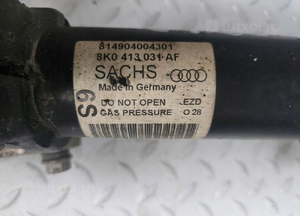 814904004301
8K0 413 031 AF
SACHS
Made in Germany
S9
DO NOT OPEN EZD
GAS PRESSURE O 28